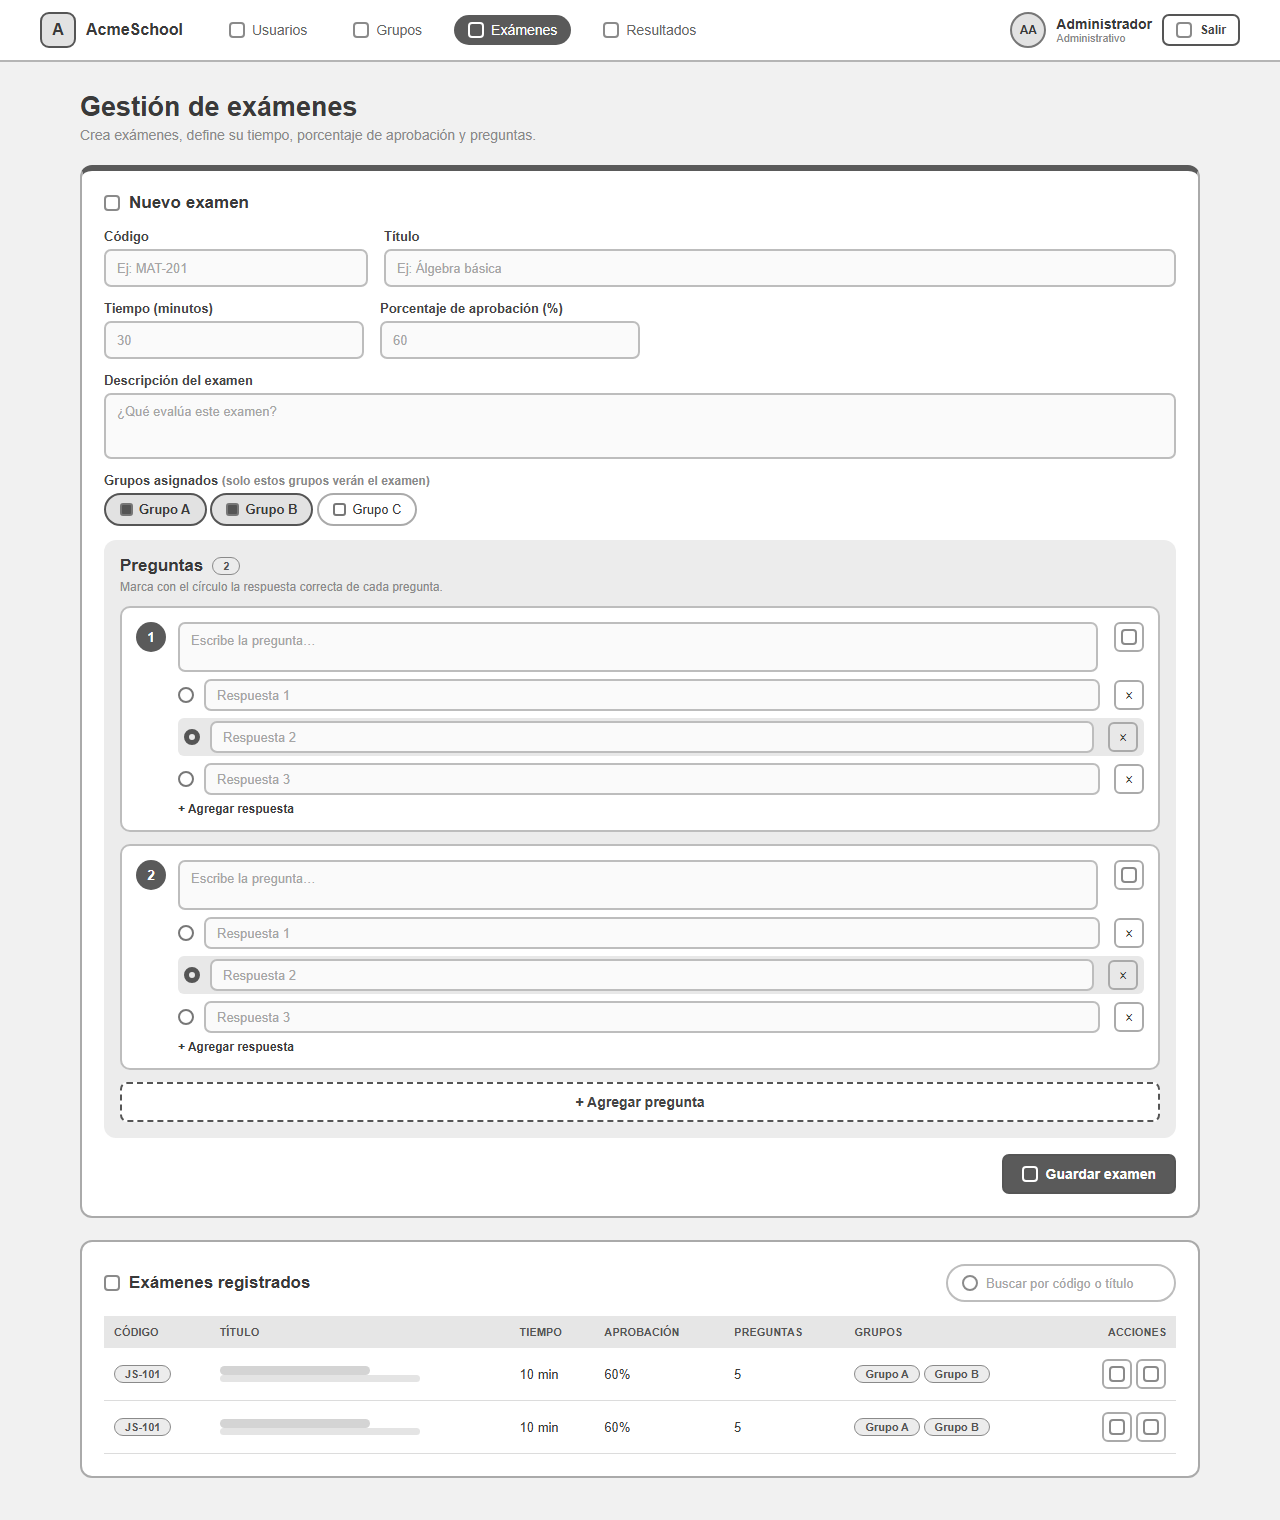 A AcmeSchool Usuarios Grupos Exámenes Resultados AA Administrador Salir
Administrativo
Gestión de exámenes
Crea exámenes, define su tiempo, porcentaje de aprobación y preguntas.
Nuevo examen
Código Título
Ej: MAT-201 Ej: Álgebra básica
Tiempo (minutos) Porcentaje de aprobación (%)
30 60
Descripción del examen
¿Qué evalúa este examen?
Grupos asignados (solo estos grupos verán el examen)
Grupo A Grupo B Grupo C
Preguntas 2
Marca con el círculo la respuesta correcta de cada pregunta.
1 Escribe la pregunta...
Respuesta 1 x
Respuesta 2 x
Respuesta 3 x
+ Agregar respuesta
2 Escribe la pregunta...
Respuesta 1 x
Respuesta 2 x
Respuesta 3 x
+ Agregar respuesta
+ Agregar pregunta
Guardar examen
Exámenes registrados Buscar por código o título
CÓDIGO TÍTULO TIEMPO APROBACIÓN PREGUNTAS GRUPOS ACCIONES
JS-101 10 min 60% 5 Grupo A Grupo B
JS-101 10 min 60% 5 Grupo A Grupo B